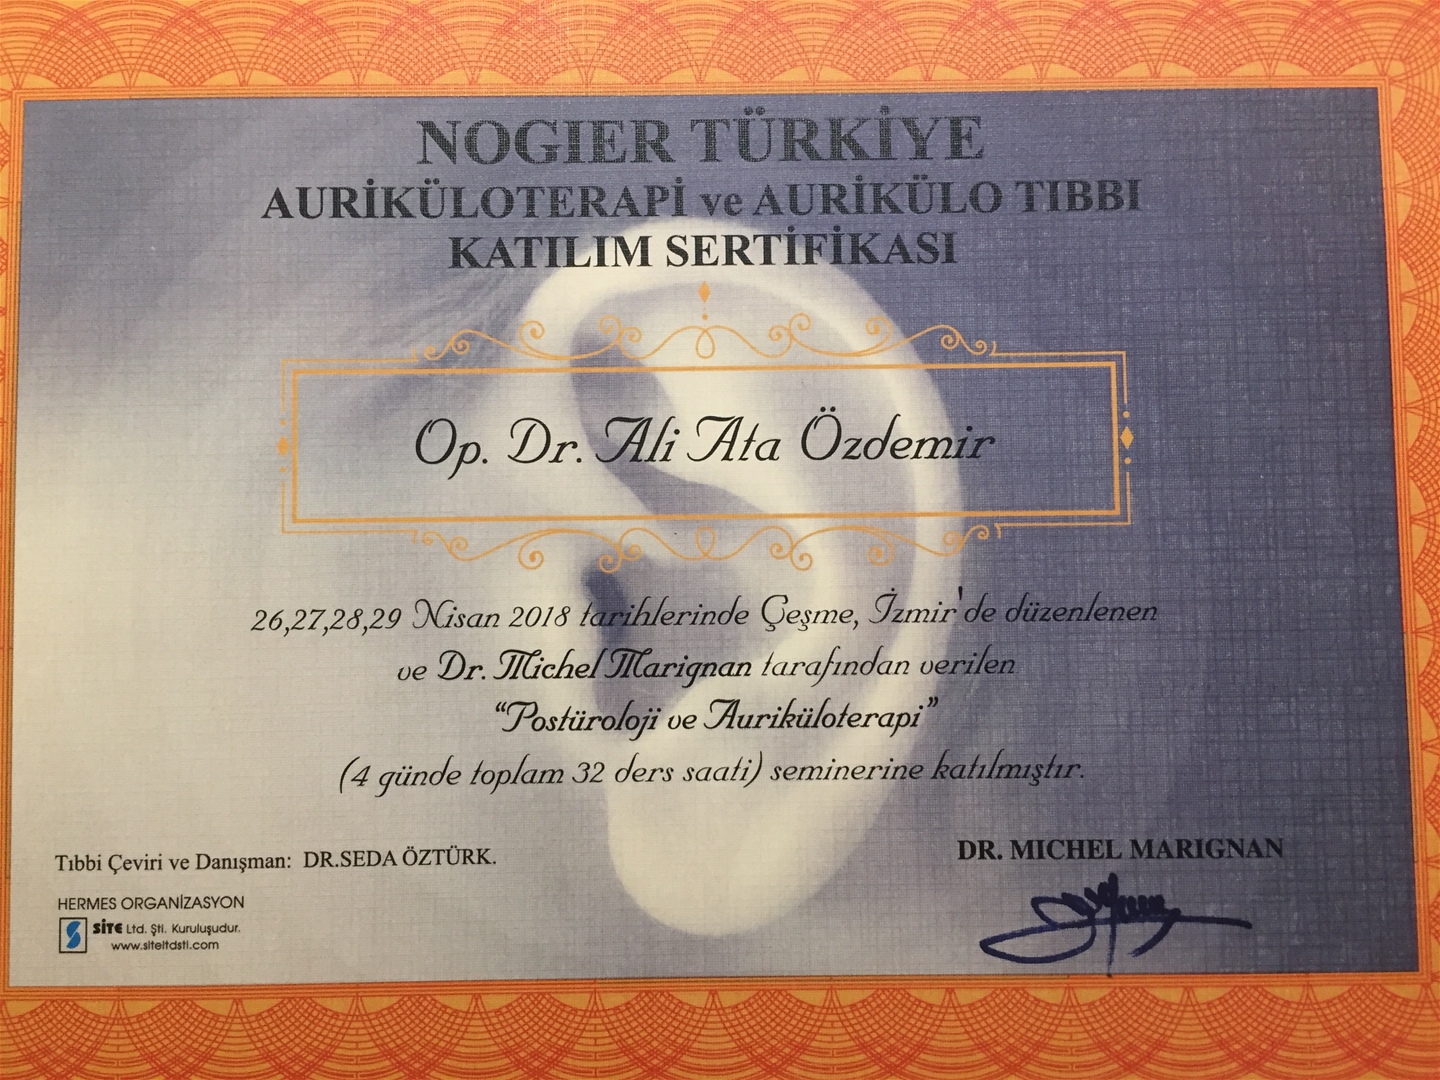 NOGIER TÜRKİYE
AURİKÜLOTERAPİ ve AURİKÜLO TIBBI
KATILIM SERTİFİKASI
Op. Dr. Ali Ata Özdemir
26,27,28,29 Nisan 2018 tarihlerinde Çeşme, İzmir'de düzenlenen
ve Dr. Michel Marignan tarafından verilen
“Postüroloji ve Auriküloterapi”
(4 günde toplam 32 ders saati) seminerine katılmıştır.
Tıbbi Çeviri ve Danışman: DR.SEDA ÖZTÜRK.
DR. MICHEL MARIGNAN
HERMES ORGANİZASYON
SİTE Ltd. Şti. Kuruluşudur.
www.siteltdsti.com